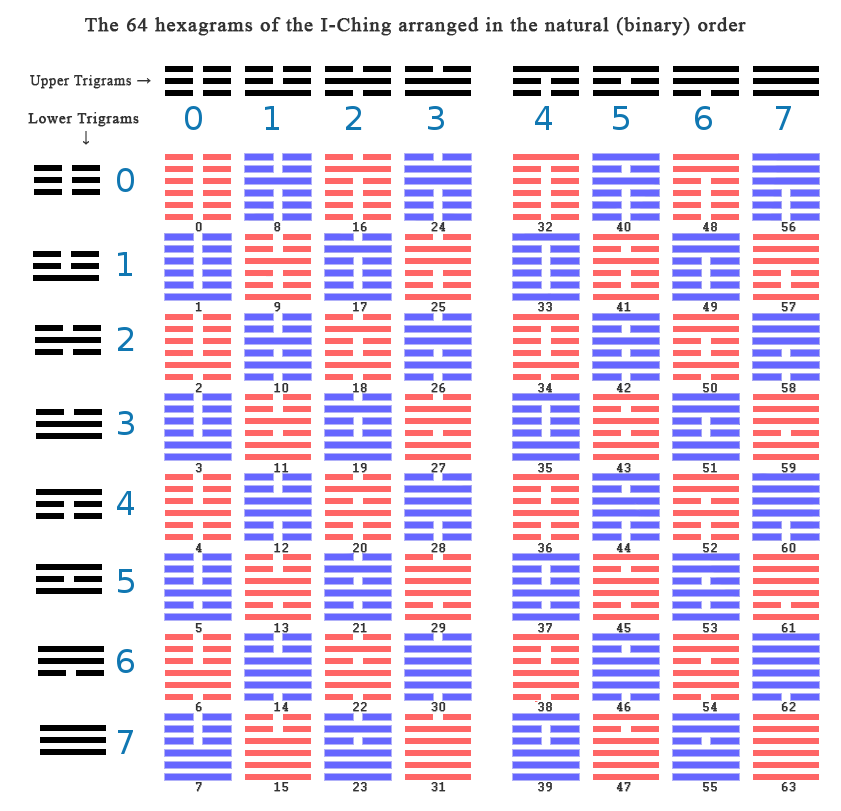 The 64 hexagrams of the I-Ching arranged in the natural (binary) order
Upper Trigrams →
0 1 2 3 4 5 6 7
Lower Trigrams
↓
0
0 8 16 24 32 40 48 56
1
1 9 17 25 33 41 49 57
2
2 10 18 26 34 42 50 58
3
3 11 19 27 35 43 51 59
4
4 12 20 28 36 44 52 60
5
5 13 21 29 37 45 53 61
6
6 14 22 30 38 46 54 62
7
7 15 23 31 39 47 55 63